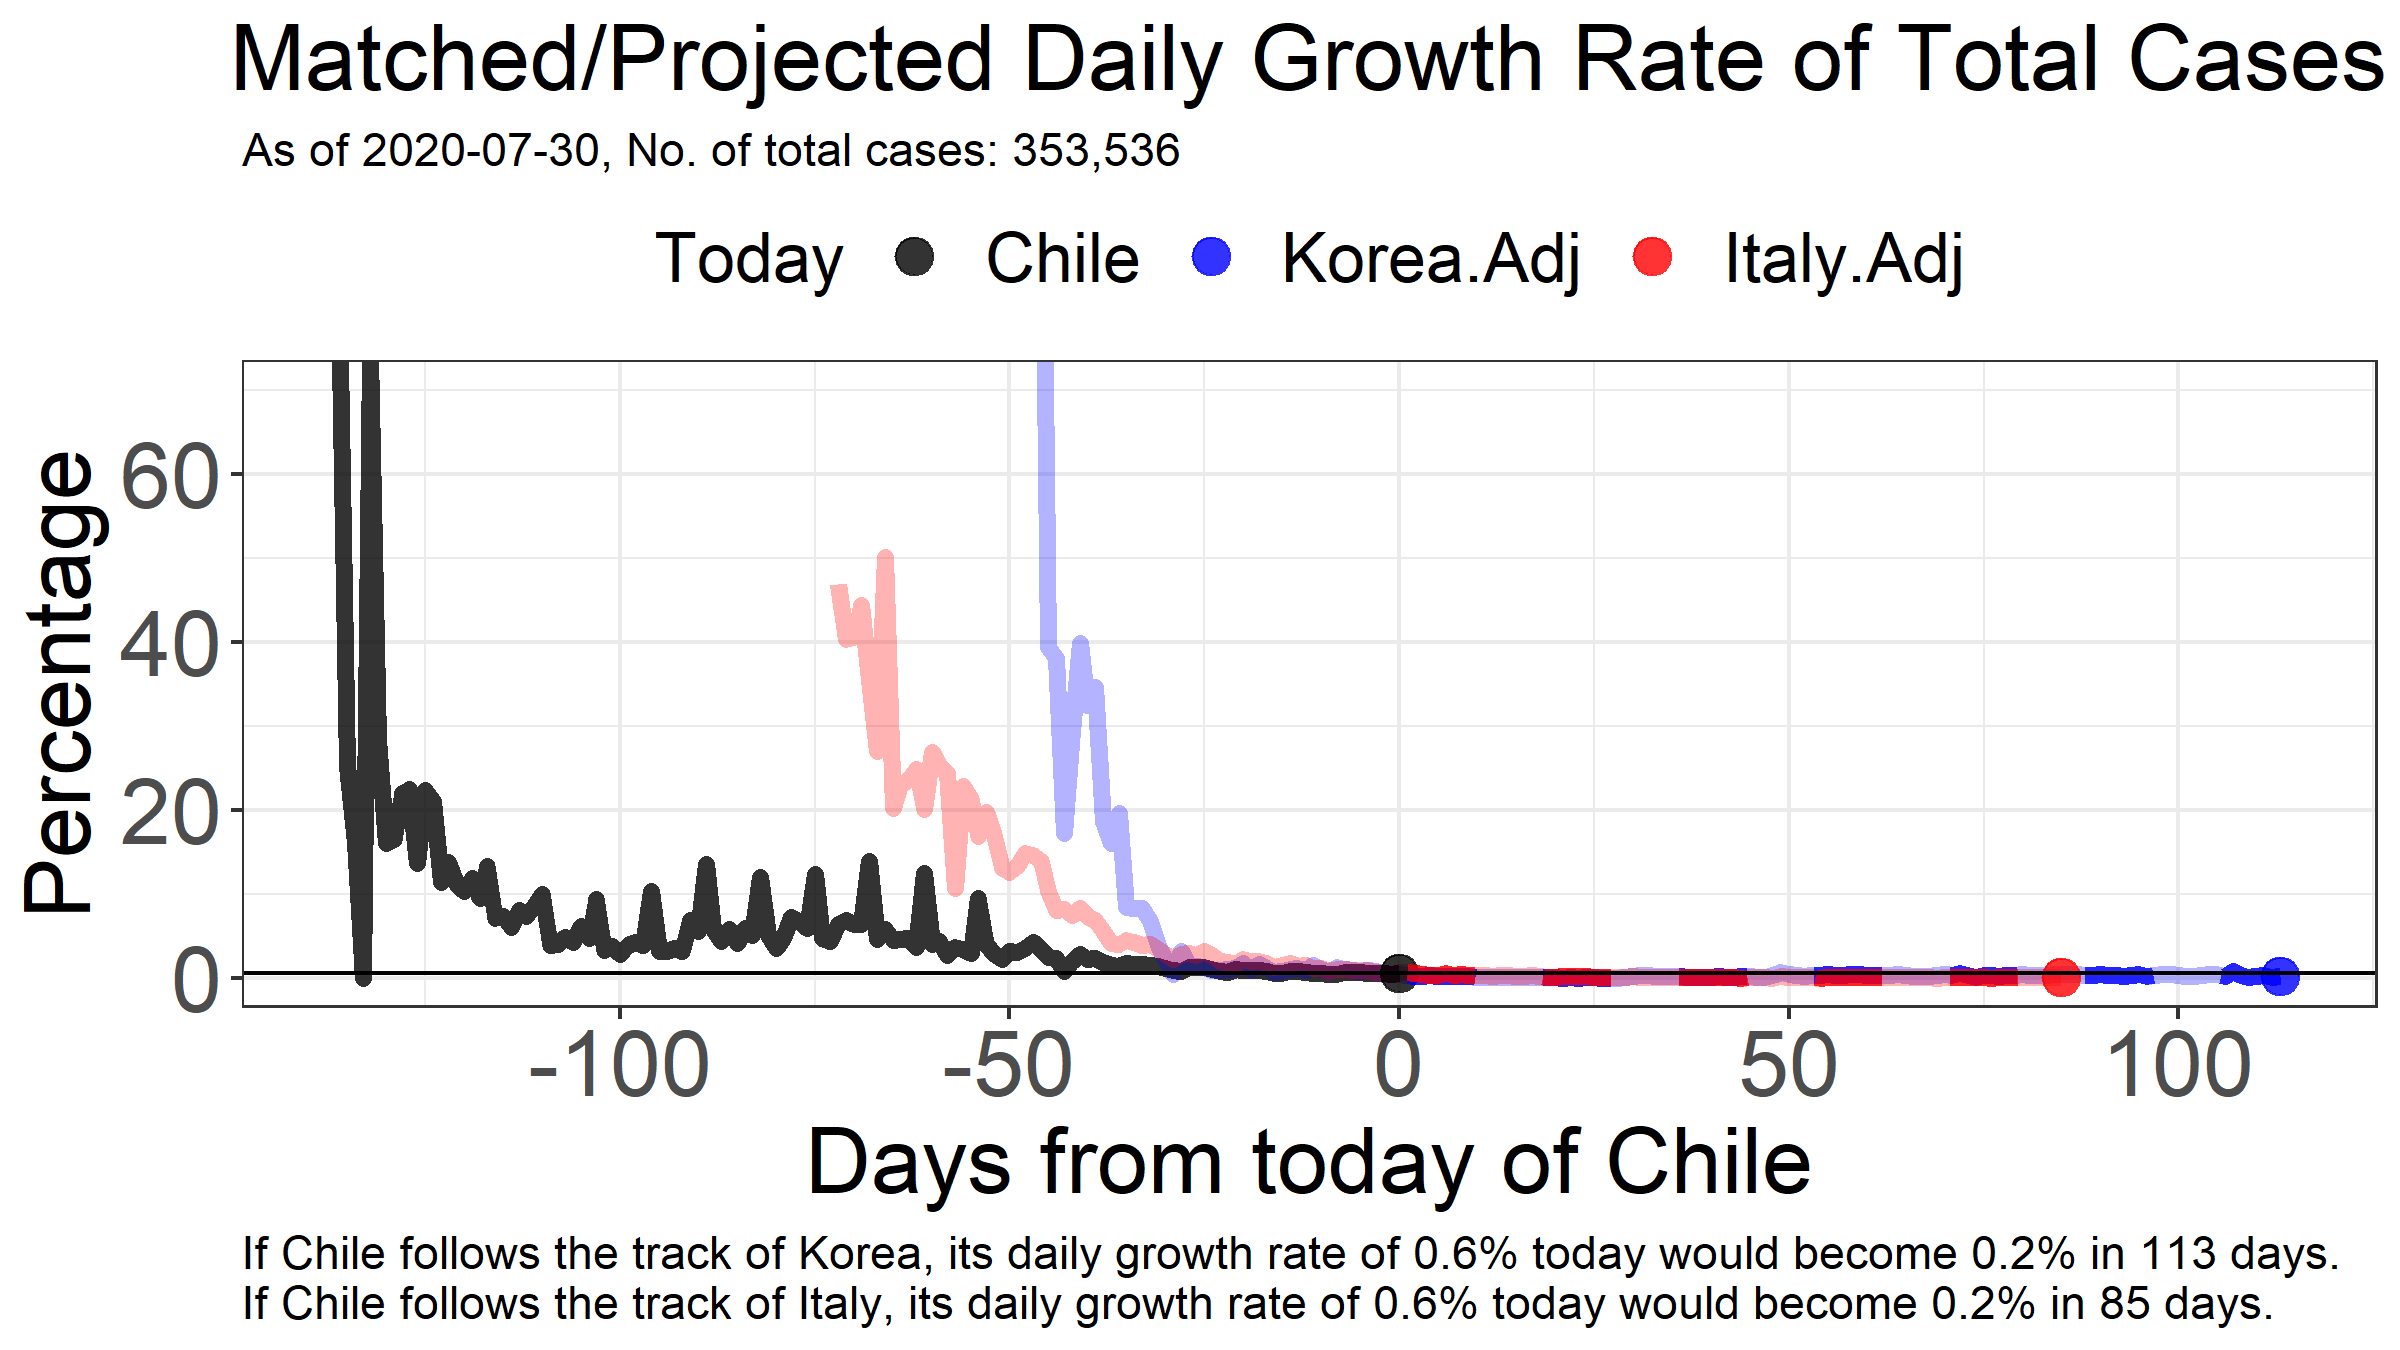 Matched/Projected Daily Growth Rate of Total Cases
As of 2020-07-30, No. of total cases: 353,536
Today Chile Korea.Adj Italy.Adj
Percentage
60
40
20
0
-100 -50 0 50 100
Days from today of Chile
If Chile follows the track of Korea, its daily growth rate of 0.6% today would become 0.2% in 113 days.
If Chile follows the track of Italy, its daily growth rate of 0.6% today would become 0.2% in 85 days.